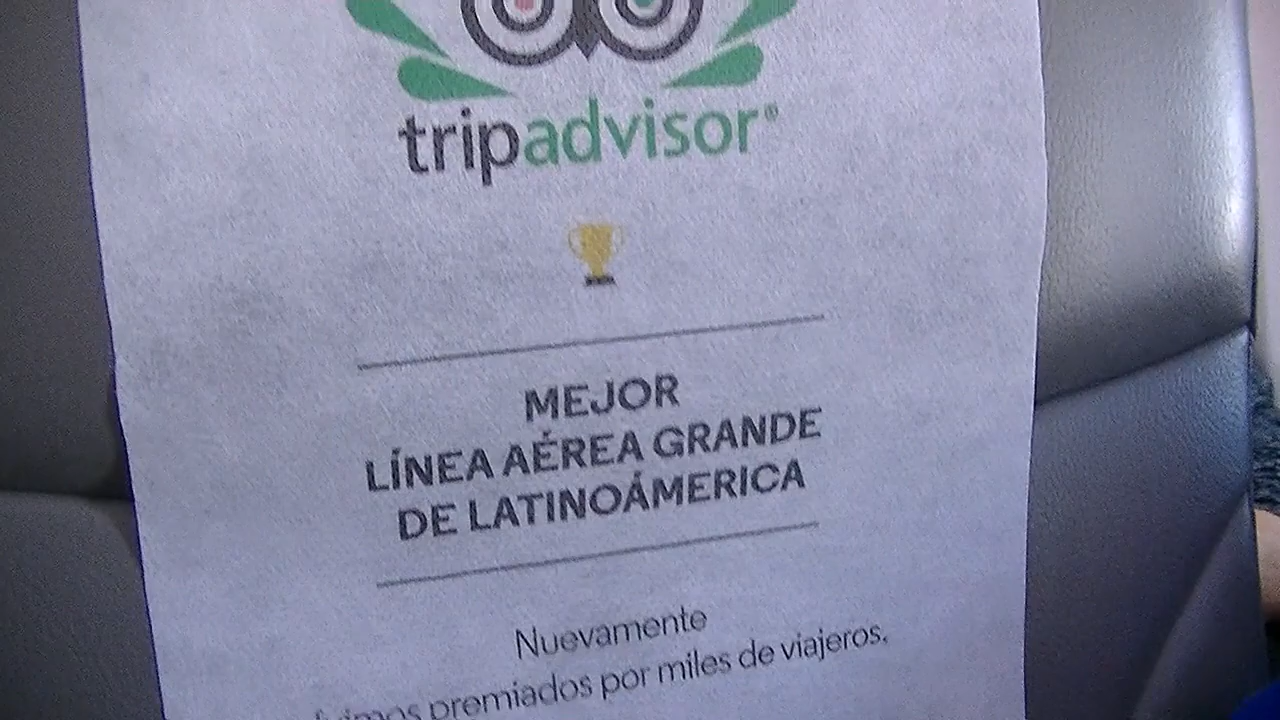 tripadvisor®
MEJOR
LÍNEA AÉREA GRANDE
DE LATINOÁMERICA
Nuevamente
premiados por miles de viajeros.